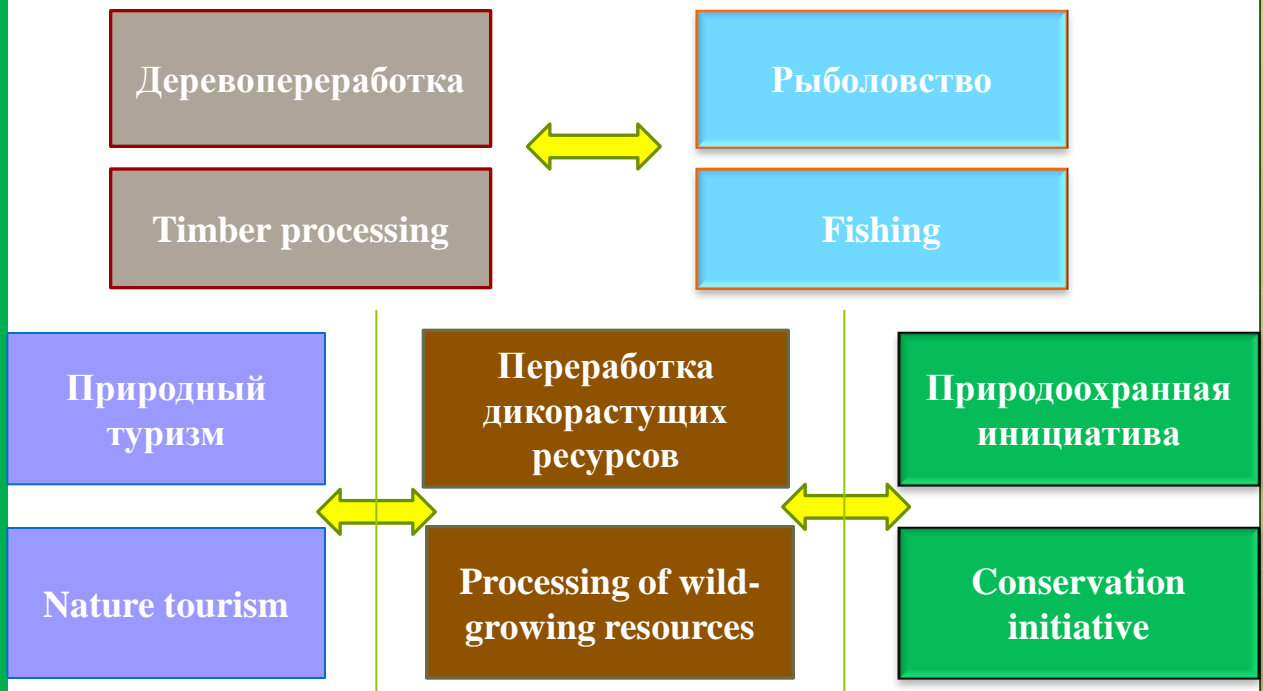 Деревопереработка
Рыболовство
Timber processing
Fishing
Природный
туризм
Переработка
дикорастущих
ресурсов
Природоохранная
инициатива
Nature tourism
Processing of wild-
growing resources
Conservation
initiative